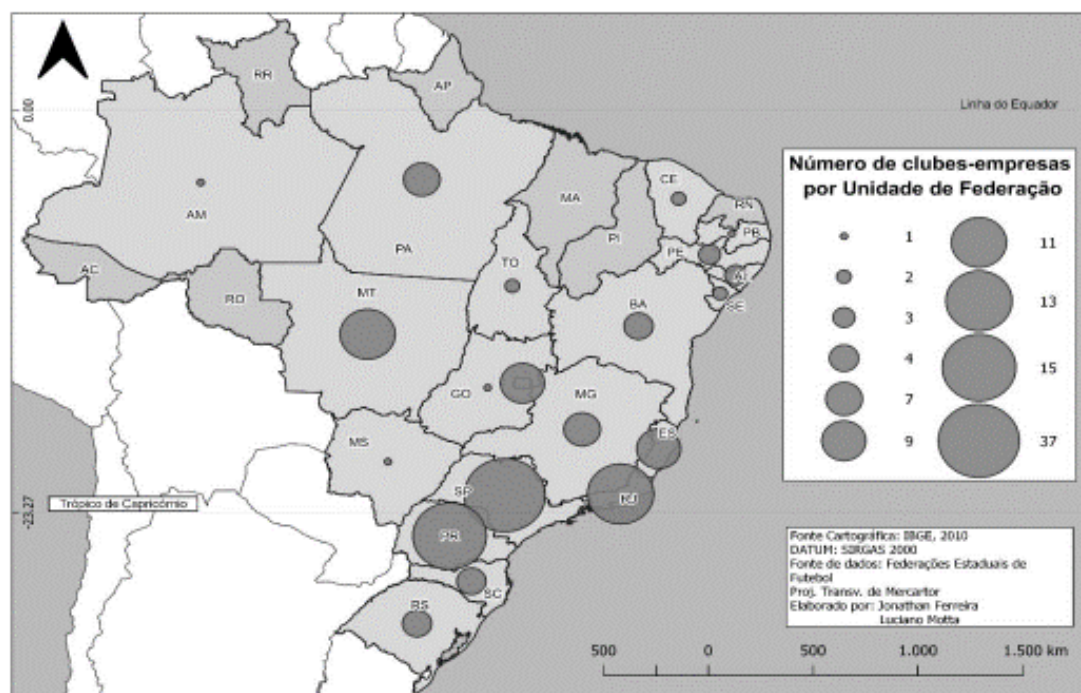 RR
AP
0.00
Linha do Equador
Número de clubes-empresas
por Unidade de Federação
1
2
3
4
7
9
11
13
15
37
AM
PA
MA
CE
RN
PB
PI
PE
AL
SE
AC
RO
TO
MT
BA
GO
MG
ES
MS
SP
RJ
Trópico de Capricórnio
-23.27
PR
SC
RS
Fonte Cartográfica: IBGE, 2010
DATUM: SIRGAS 2000
Fonte de dados: Federações Estaduais de
Futebol
Proj. Transv. de Mercartor
Elaborado por: Jonathan Ferreira
Luciano Motta
500 0 500 1.000 1.500 km